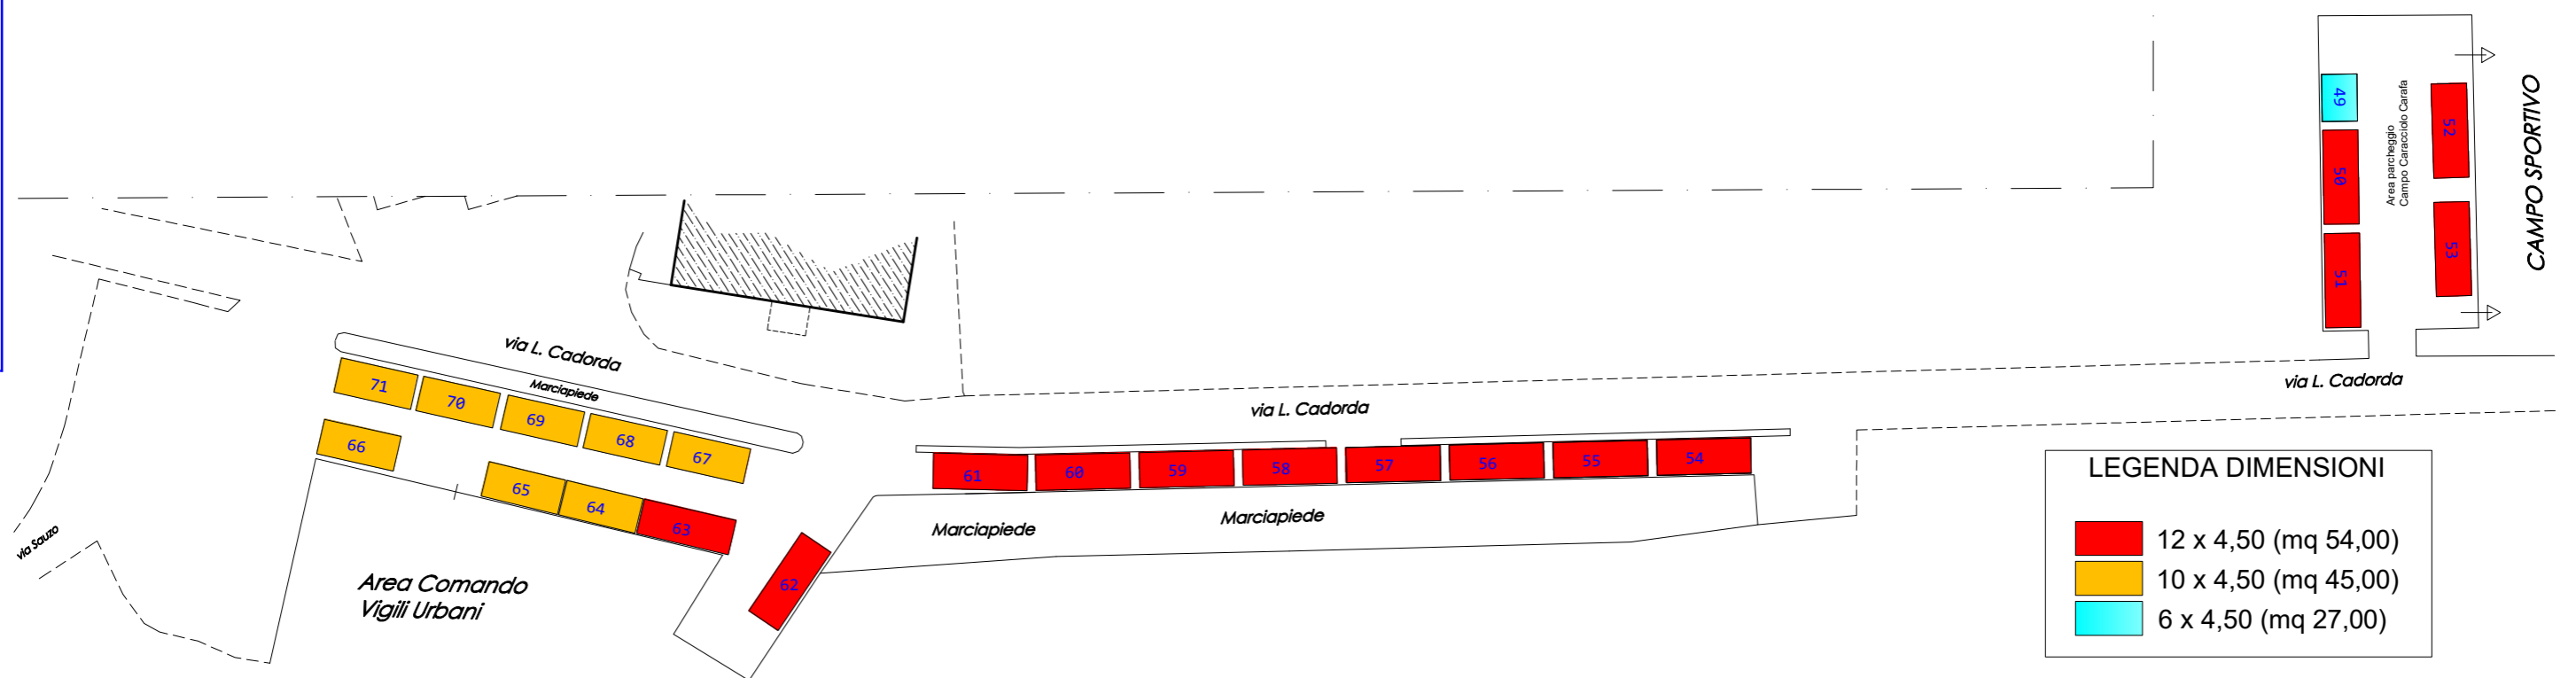 49
50
51
52
53
Area parcheggio
Campo Caracciolo Carafa
CAMPO SPORTIVO
via L. Cadorda
via L. Cadorda
via L. Cadorda
Marciapiede
71
70
69
68
67
66
65
64
63
62
61
60
59
58
57
56
55
54
Marciapiede
Marciapiede
via Sauzo
Area Comando
Vigili Urbani
LEGENDA DIMENSIONI
12 x 4,50 (mq 54,00)
10 x 4,50 (mq 45,00)
6 x 4,50 (mq 27,00)